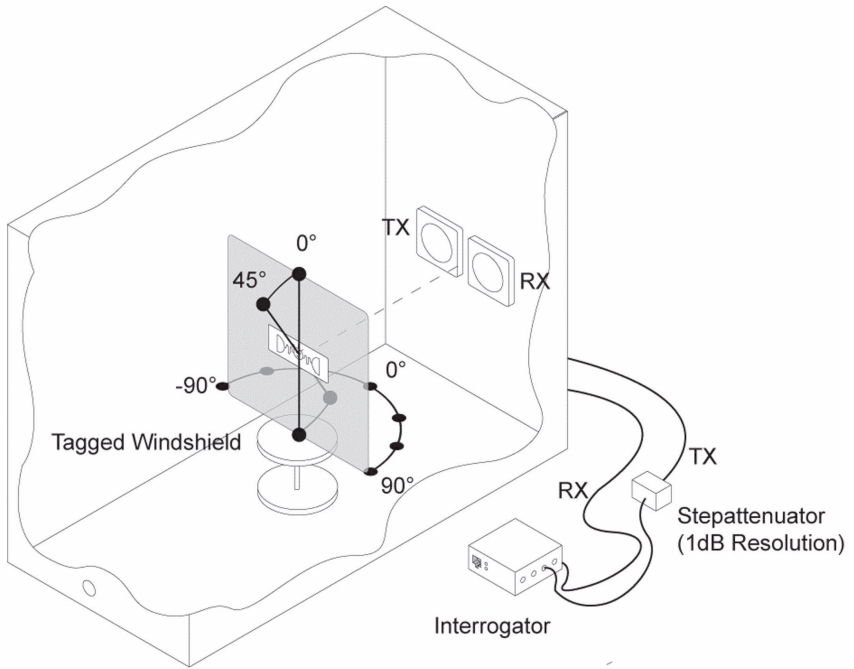 0°
45°
TX
RX
-90°
0°
Tagged Windshield
90°
TX
RX
Stepattenuator
(1dB Resolution)
Interrogator